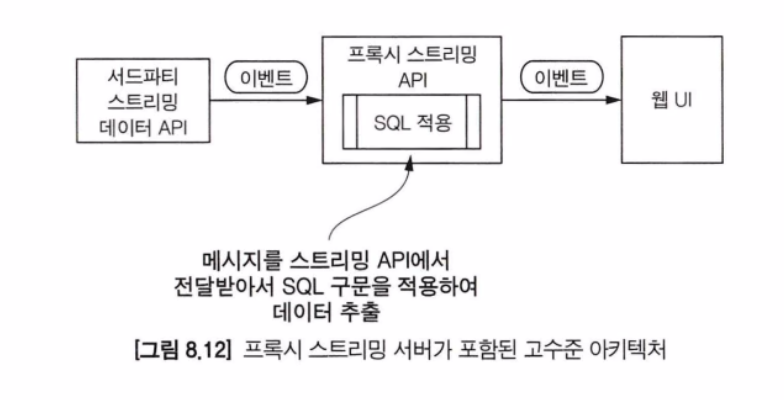 서드파티
스트리밍
데이터 API
이벤트
프록시 스트리밍
API
SQL 적용
이벤트
웹 UI
메시지를 스트리밍 API에서
전달받아서 SQL 구문을 적용하여
데이터 추출
[그림 8.12] 프록시 스트리밍 서버가 포함된 고수준 아키텍처